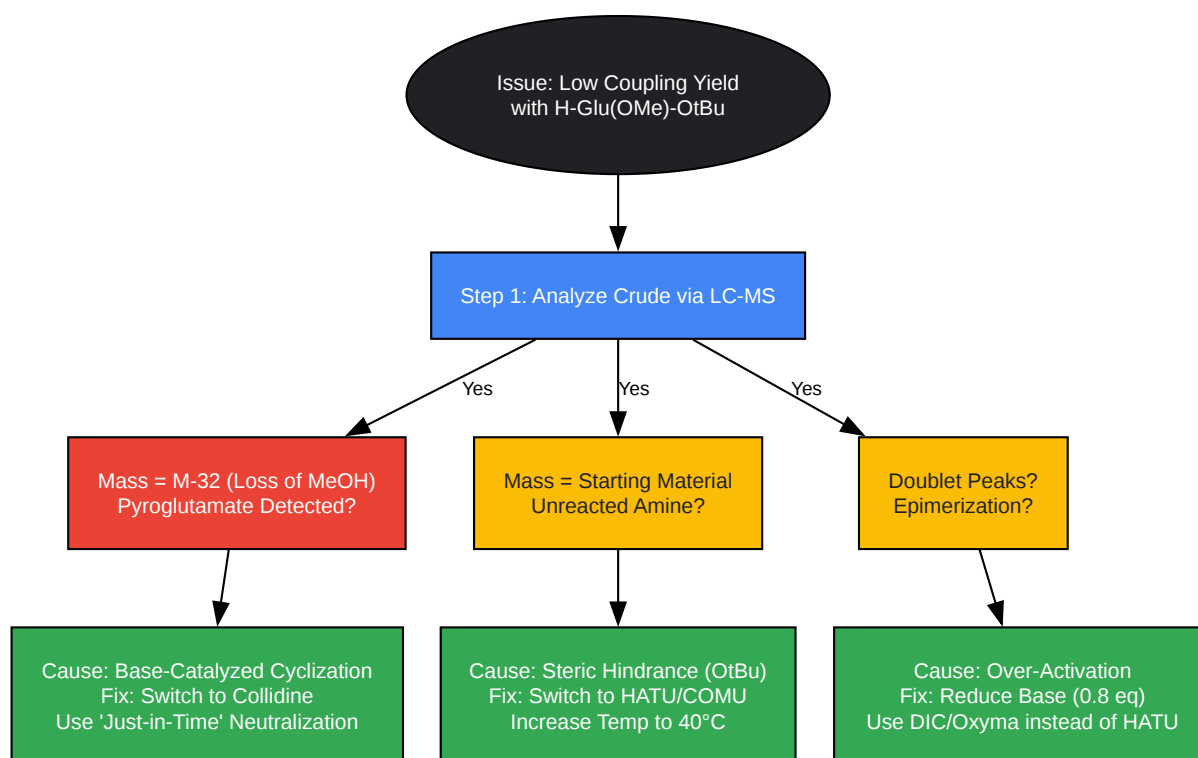 Issue: Low Coupling Yield
with H-Glu(OMe)-OtBu
Step 1: Analyze Crude via LC-MS
Yes
Yes
Yes
Mass = M-32 (Loss of MeOH)
Pyroglutamate Detected?
Mass = Starting Material
Unreacted Amine?
Doublet Peaks?
Epimerization?
Cause: Base-Catalyzed Cyclization
Fix: Switch to Collidine
Use 'Just-in-Time' Neutralization
Cause: Steric Hindrance (OtBu)
Fix: Switch to HATU/COMU
Increase Temp to 40°C
Cause: Over-Activation
Fix: Reduce Base (0.8 eq)
Use DIC/Oxyma instead of HATU